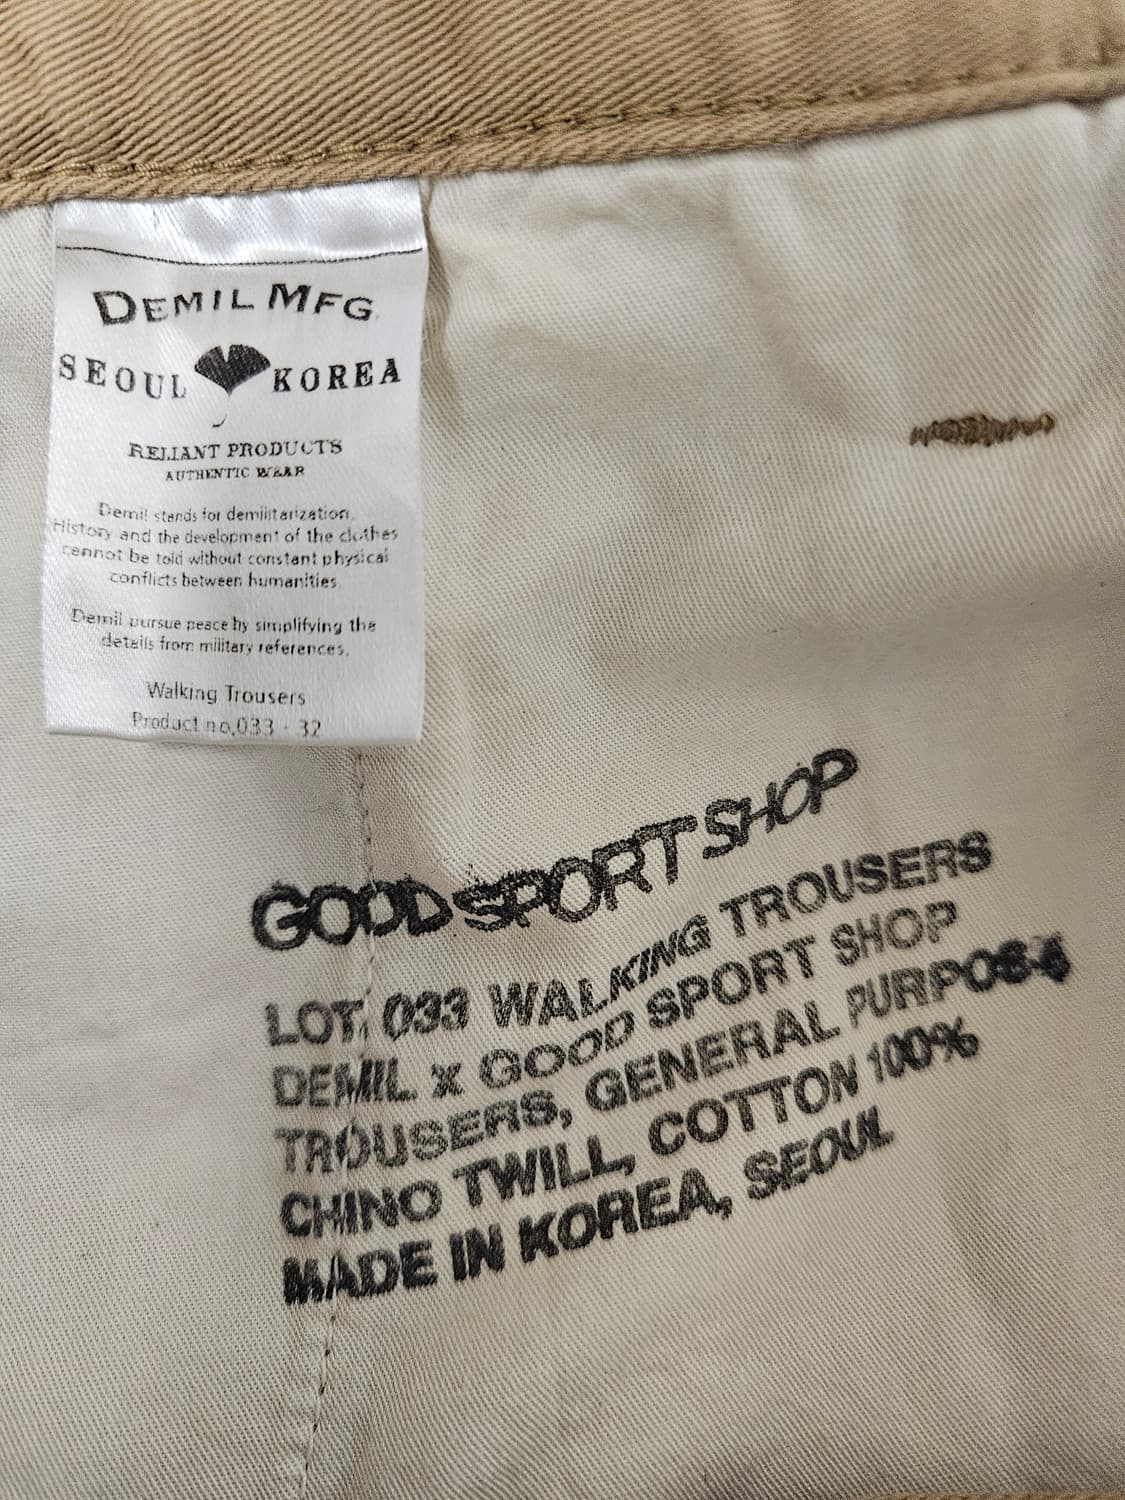 DEMIL MFG.
SEOUL KOREA
RELIANT PRODUCTS
AUTHENTIC WEAR
Demil stands for demilitarization.
History and the development of the clothes
cannot be told without constant physical
conflicts between humanities.
Demil pursue peace by simplifying the
details from military references.
Walking Trousers
Product no.033 - 32
GOOD SPORT SHOP
LOT. 033 WALKING TROUSERS
DEMIL x GOOD SPORT SHOP
TROUSERS, GENERAL PURPOSE
CHINO TWILL, COTTON 100%
MADE IN KOREA, SEOUL